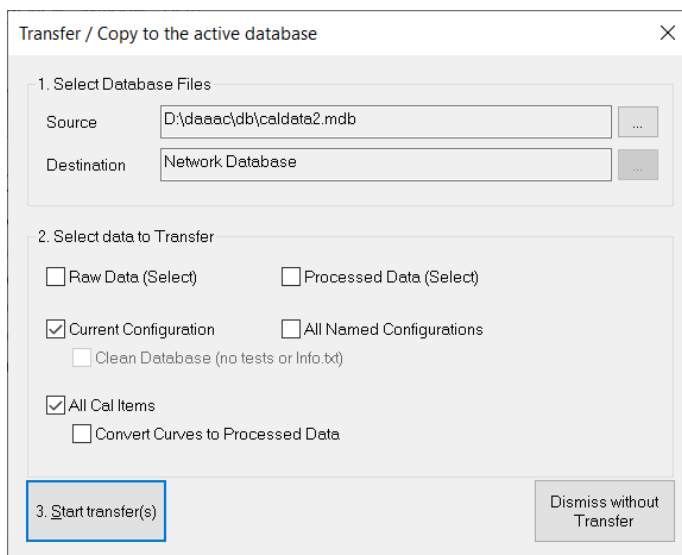 Transfer / Copy to the active database
1. Select Database Files
Source
D:\daaac\db\caldata2.mdb
...
Destination
Network Database
...
2. Select data to Transfer
Raw Data (Select)
Processed Data (Select)
Current Configuration
All Named Configurations
Clean Database (no tests or Info.txt)
All Cal Items
Convert Curves to Processed Data
3. Start transfer(s)
Dismiss without
Transfer